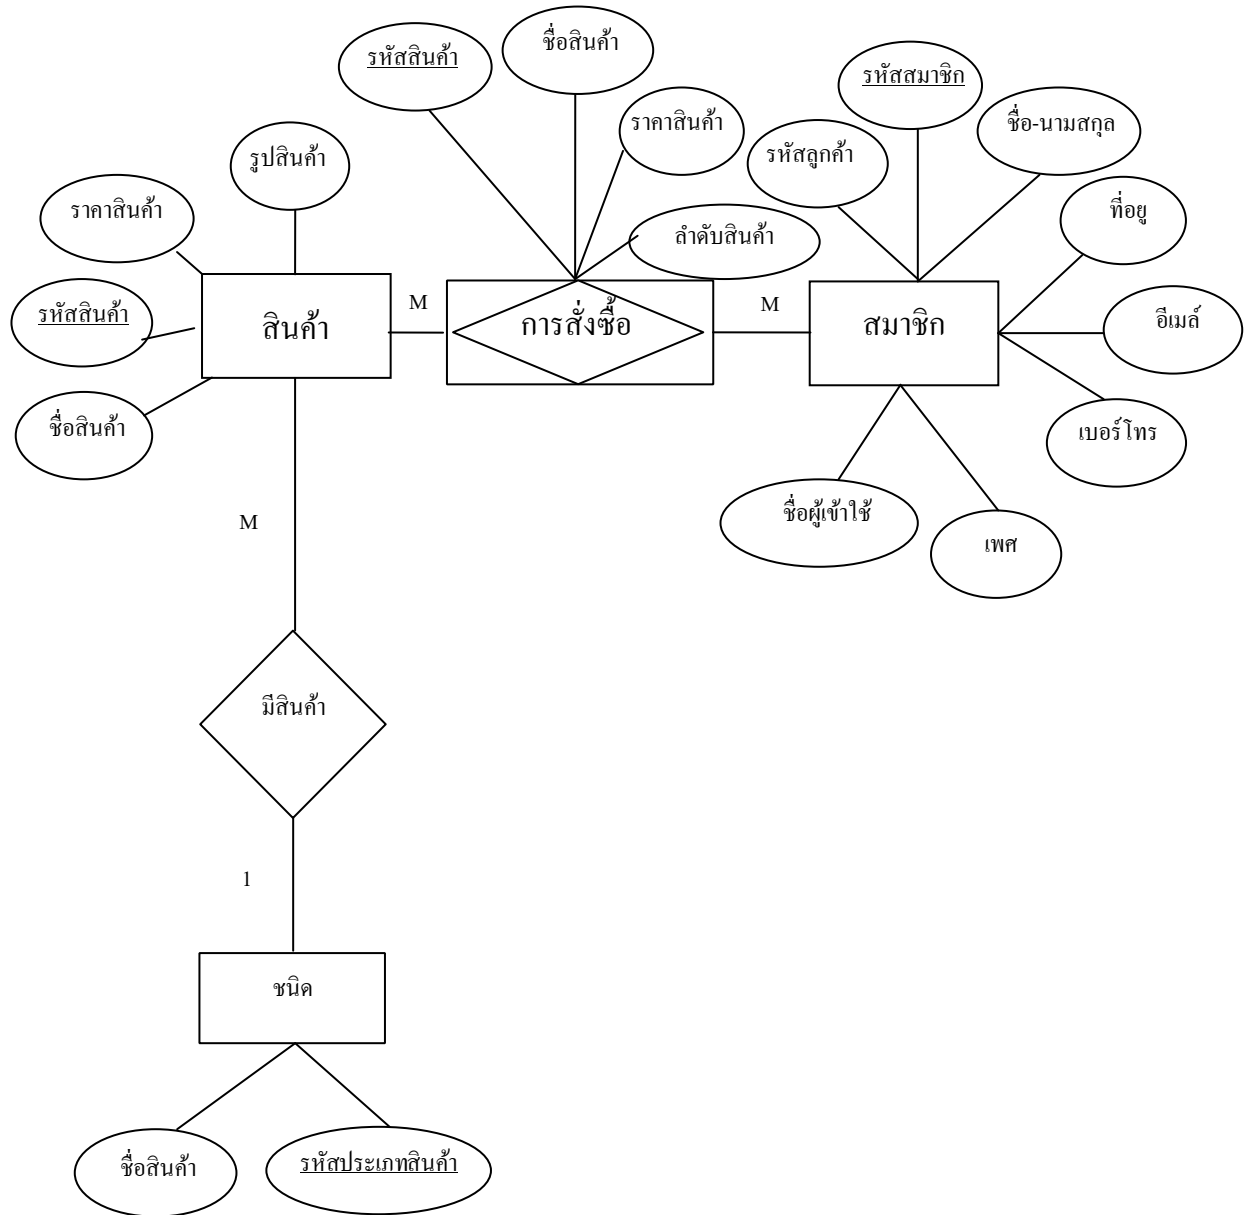 ชื่อสินค้า
รหัสสินค้า
รหัสสมาชิก
ราคาสินค้า
ชื่อ-นามสกุล
รูปสินค้า
รหัสลูกค้า
ราคาสินค้า
ที่อยู
ลำดับสินค้า
รหัสสินค้า
สินค้า
M
การสั่งซื้อ
M
สมาชิก
อีเมล์
ชื่อสินค้า
เบอร์โทร
M
ชื่อผู้เข้าใช้
เพศ
มีสินค้า
1
ชนิด
ชื่อสินค้า
รหัสประเภทสินค้า